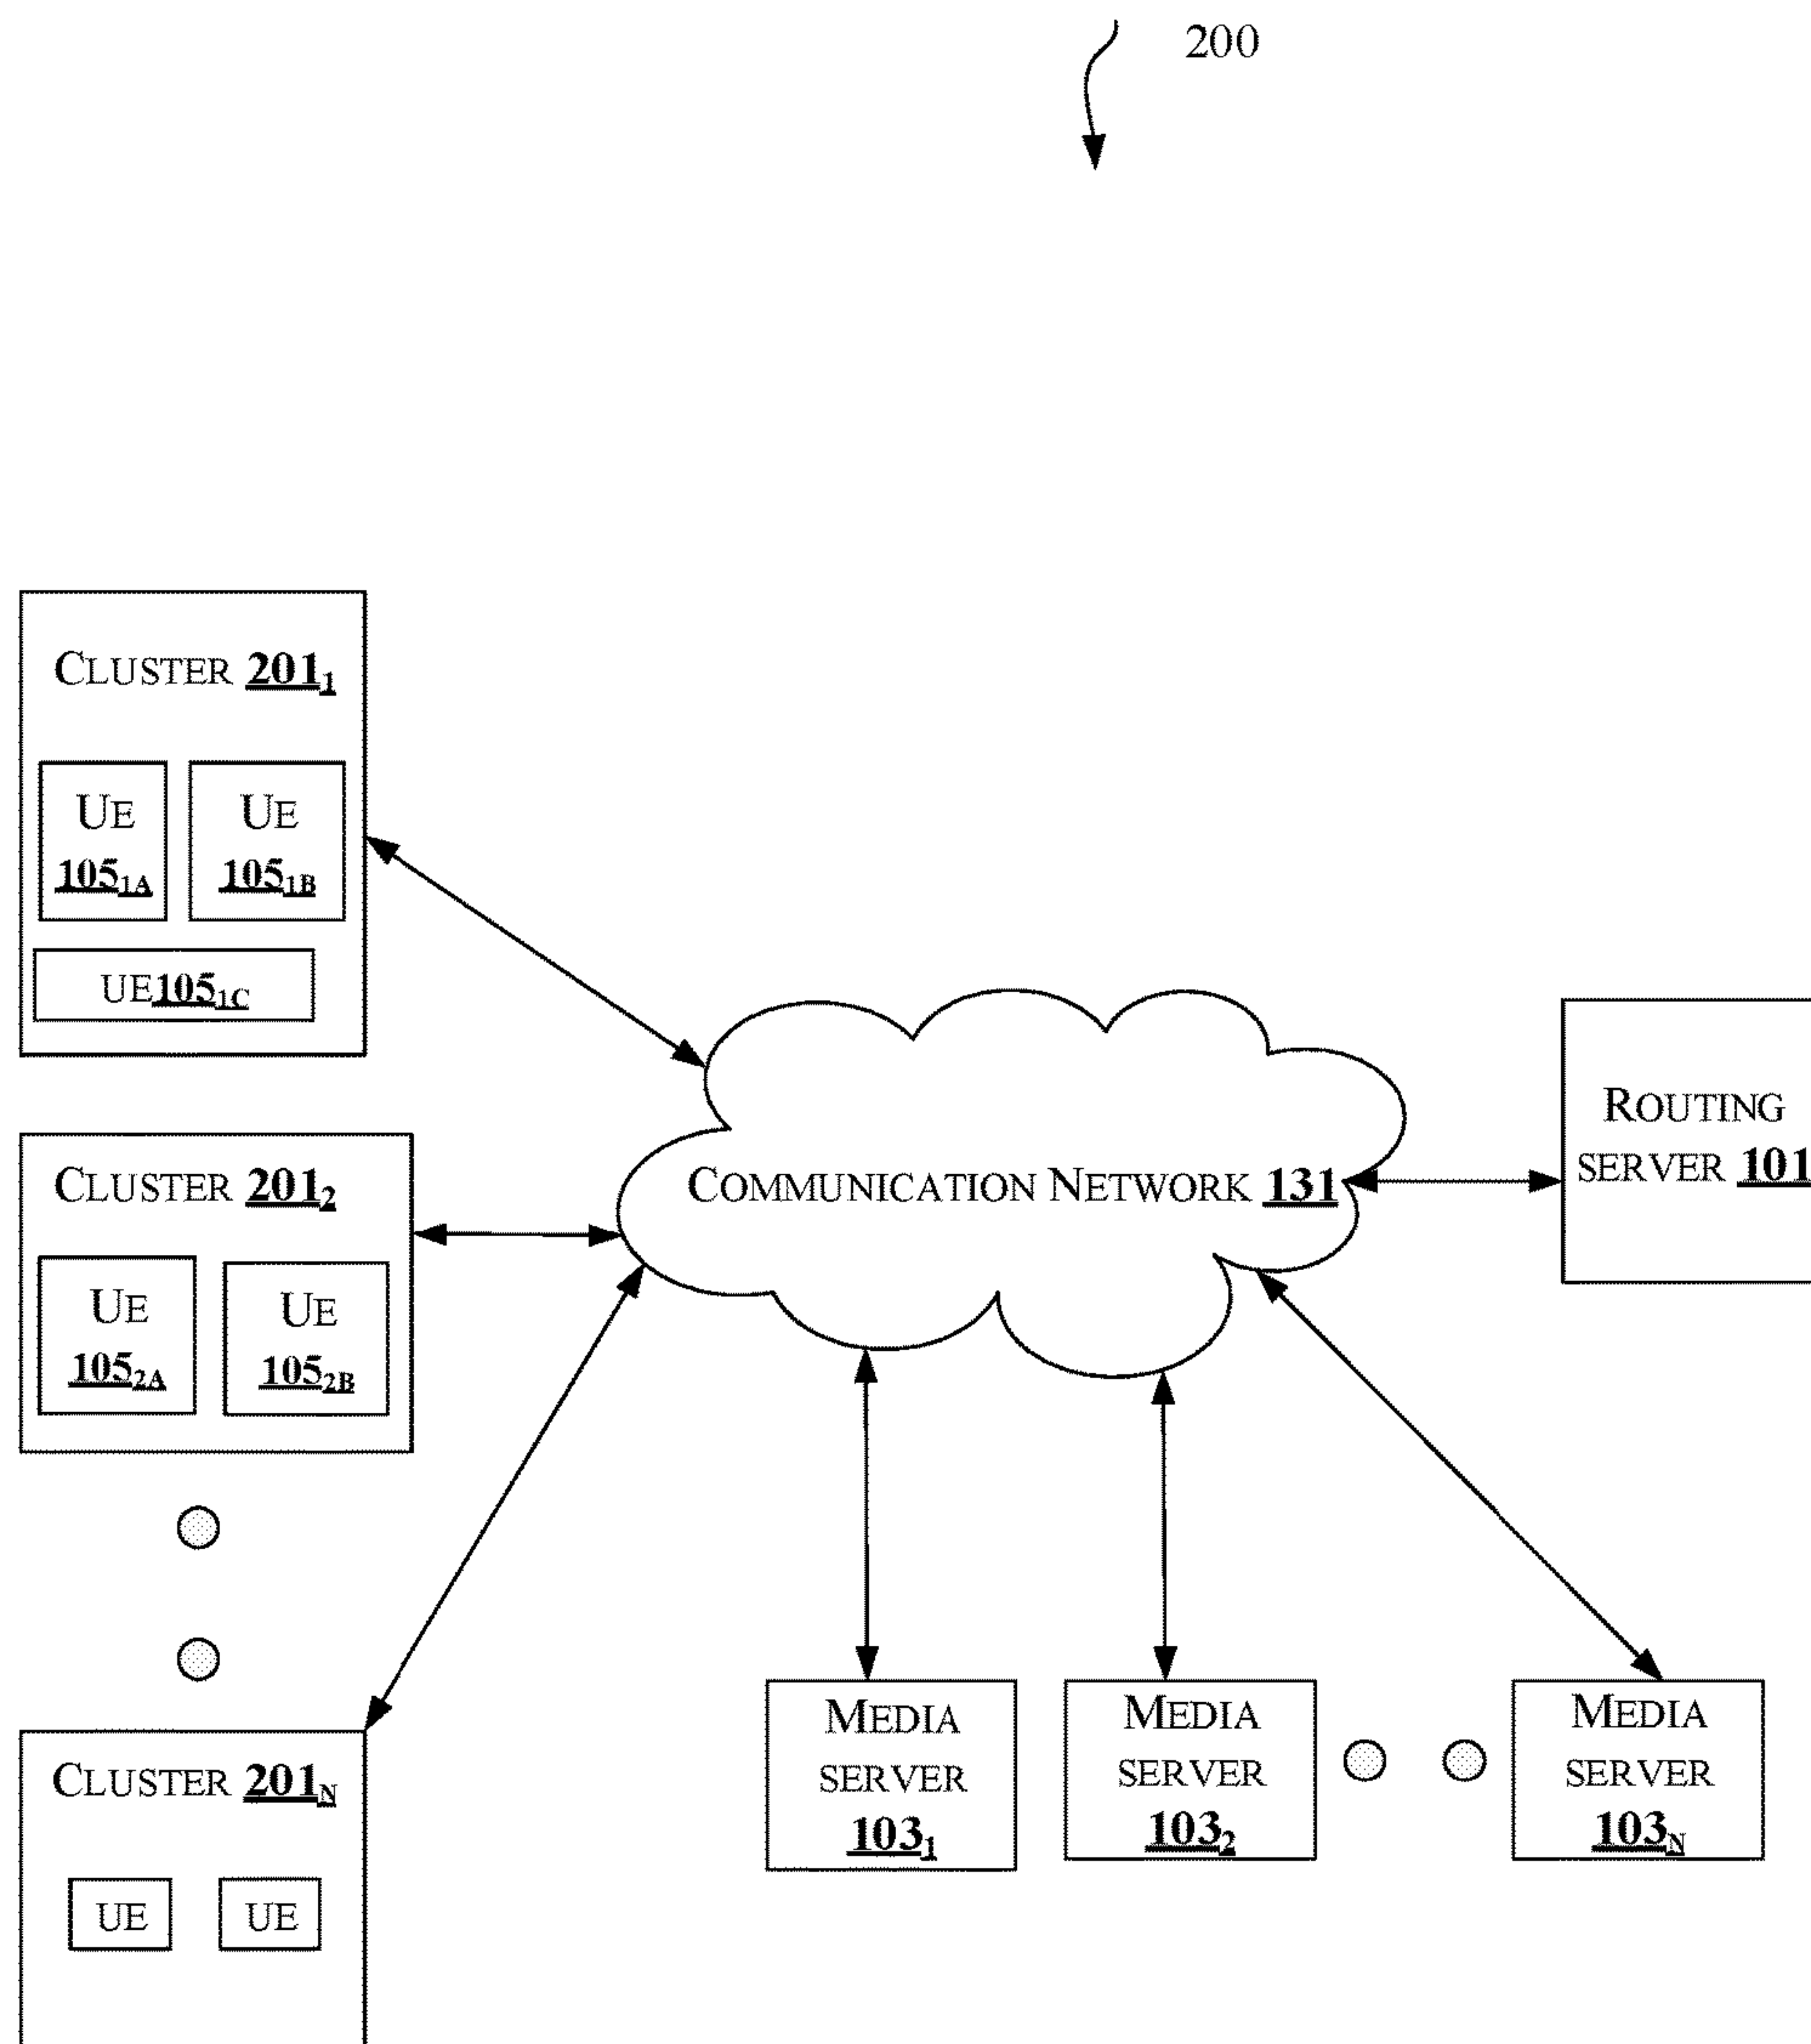 200
CLUSTER 201₁
UE
105₁A
UE
105₁B
UE105₁C
CLUSTER 201₂
UE
105₂A
UE
105₂B
CLUSTER 201N
UE
UE
COMMUNICATION NETWORK 131
ROUTING
SERVER 101
MEDIA
SERVER
103₁
MEDIA
SERVER
103₂
MEDIA
SERVER
103N